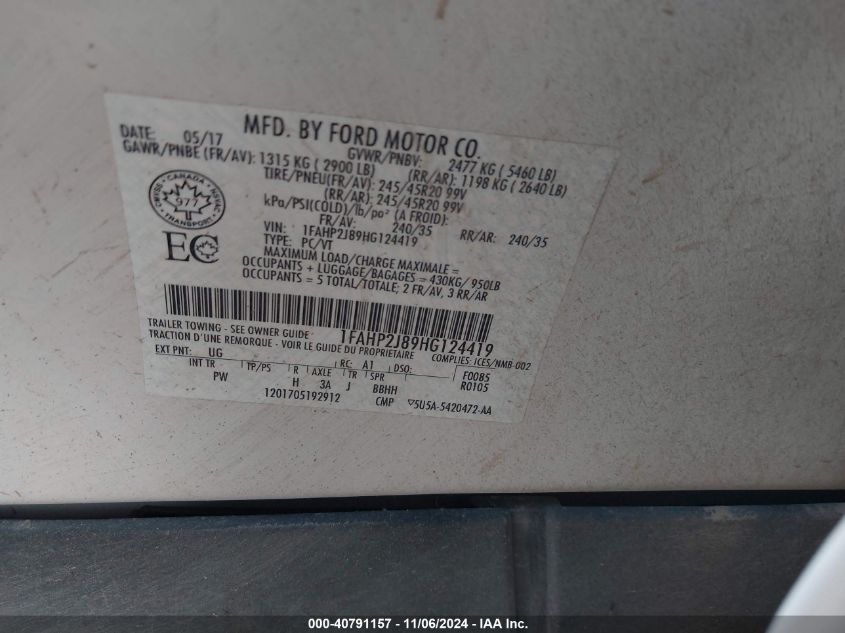 DATE: 05/17 MFD. BY FORD MOTOR CO.
GVWR/PNBV: 2477 KG ( 5460 LB)
GAWR/PNBE (FR/AV): 1315 KG ( 2900 LB) (RR/AR): 1198 KG ( 2640 LB)
TIRE/PNEU(FR/AV): 245/45R20 99V
(RR/AR): 245/45R20 99V
kPa/PSI(COLD)/lb/po² (A FROID):
FR/AV: 240/35 RR/AR: 240/35
VIN: 1FAHP2J89HG124419
TYPE: PC/VT
MAXIMUM LOAD/CHARGE MAXIMALE =
OCCUPANTS + LUGGAGE/BAGAGES = 430KG/ 950LB
OCCUPANTS = 5 TOTAL/TOTALE; 2 FR/AV, 3 RR/AR
CANADA
977
TRANSPORT
EC
1FAHP2J89HG124419
TRAILER TOWING - SEE OWNER GUIDE
TRACTION D'UNE REMORQUE - VOIR LE GUIDE DU PROPRIETAIRE
COMPLIES: ICES/NMB-002
EXT PNT: UG RC: A1 DSO: F0085
INT TR TP/PS R AXLE TR SPR R0105
PW H 3A J BBHH
1201705192912 CMP ▽5U5A-5420472-AA
000-40791157 - 11/06/2024 - IAA Inc.